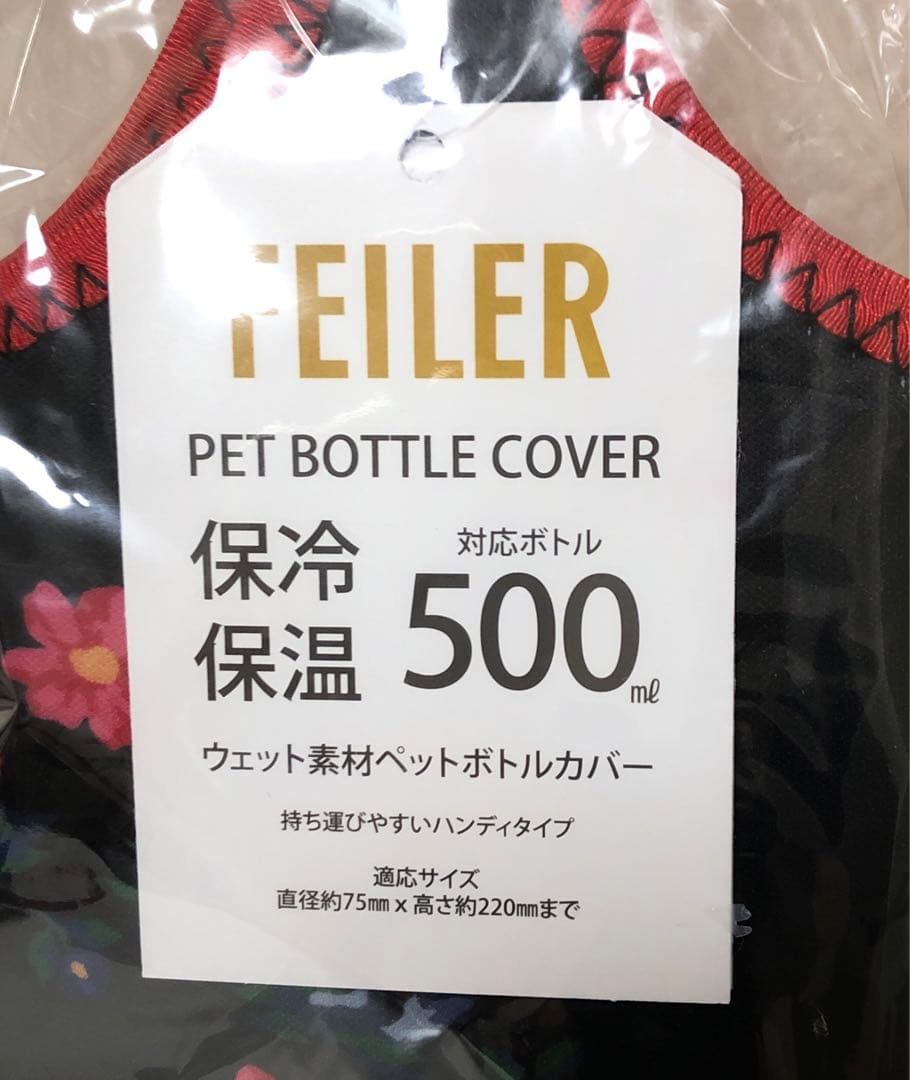 FEILER
PET BOTTLE COVER
保冷
保温
対応ボトル
500㎖
ウェット素材ペットボトルカバー
持ち運びやすいハンディタイプ
適応サイズ
直径約75㎜ x 高さ約220㎜まで